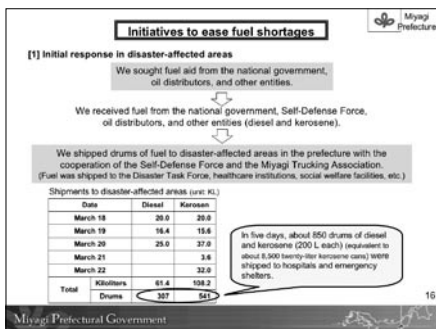 Initiatives to ease fuel shortages
Miyagi
Prefecture
[1] Initial response in disaster-affected areas
We sought fuel aid from the national government,
oil distributors, and other entities.
We received fuel from the national government, Self-Defense Force,
oil distributors, and other entities (diesel and kerosene).
We shipped drums of fuel to disaster-affected areas in the prefecture with the
cooperation of the Self-Defense Force and the Miyagi Trucking Association.
(Fuel was shipped to the Disaster Task Force, healthcare institutions, social welfare facilities, etc.)
Shipments to disaster-affected areas (unit: KL)
Data Diesel Kerosen
March 18 20.0 20.0
March 19 16.4 15.6
March 20 25.0 37.0
March 21 3.6
March 22 32.0
Total Kiloliters 61.4 108.2
Drums 307 541
In five days, about 850 drums of diesel
and kerosene (200 L each) (equivalent to
about 8,500 twenty-liter kerosene cans) were
shipped to hospitals and emergency
shelters.
16
Miyagi Prefectural Government